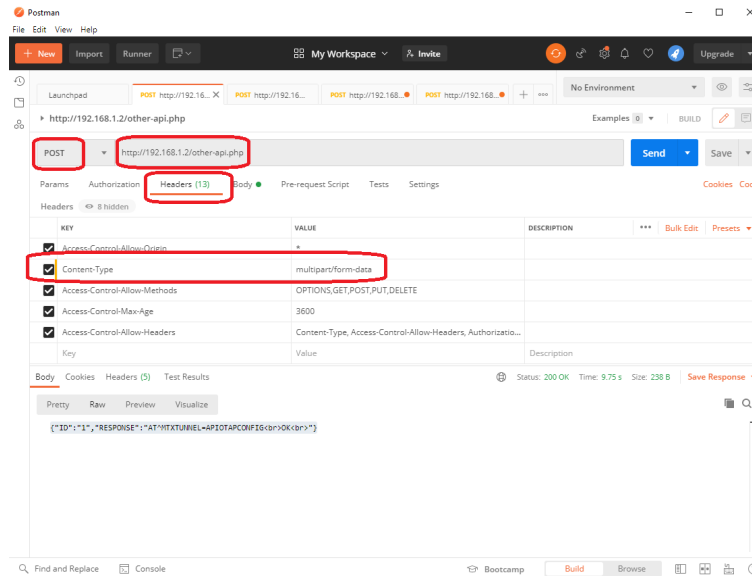 Postman
File Edit View Help
+ New Import Runner My Workspace Invite Upgrade
Launchpad POST http://192.16... X POST http://192.16... POST http://192.168... POST http://192.168... + ••• No Environment
http://192.168.1.2/other-api.php Examples 0 BUILD
POST http://192.168.1.2/other-api.php Send Save
Params Authorization Headers (13) Body Pre-request Script Tests Settings Cookies
Headers 8 hidden
KEY VALUE DESCRIPTION ••• Bulk Edit Presets
Access-Control-Allow-Origin *
Content-Type multipart/form-data
Access-Control-Allow-Methods OPTIONS,GET,POST,PUT,DELETE
Access-Control-Max-Age 3600
Access-Control-Allow-Headers Content-Type, Access-Control-Allow-Headers, Authorizatio...
Key Value Description
Body Cookies Headers (5) Test Results Status: 200 OK Time: 9.75 s Size: 238 B Save Response
Pretty Raw Preview Visualize
{"ID":"1","RESPONSE":"AT^MTXTUNNEL=APIOTAPCONFIG<br>OK<br>"}
Find and Replace Console Bootcamp Build Browse